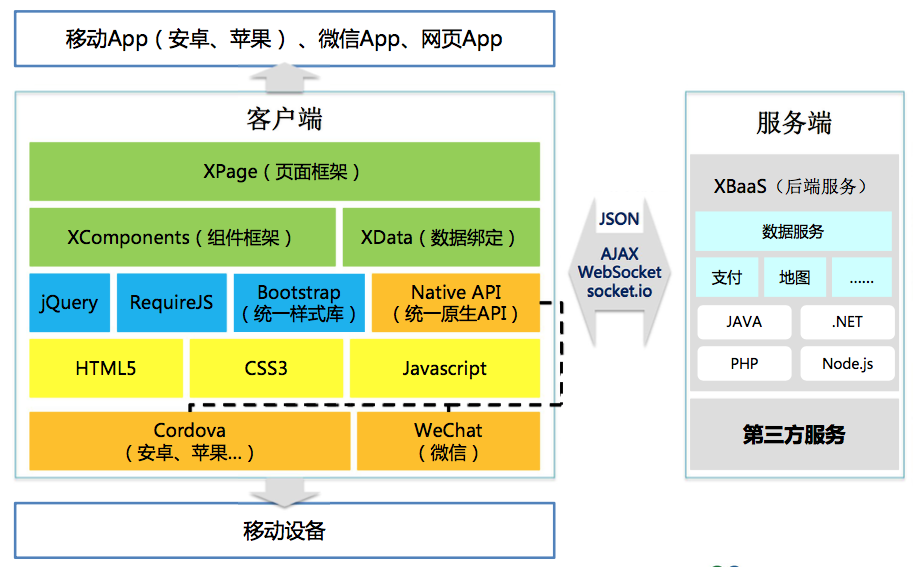 移动App（安卓、苹果）、微信App、网页App
客户端
XPage（页面框架）
XComponents（组件框架）
XData（数据绑定）
jQuery
RequireJS
Bootstrap
（统一样式库）
Native API
（统一原生API）
HTML5
CSS3
Javascript
Cordova
（安卓、苹果...）
WeChat
（微信）
移动设备
JSON
AJAX
WebSocket
socket.io
服务端
XBaaS（后端服务）
数据服务
支付
地图
......
JAVA
.NET
PHP
Node.js
第三方服务